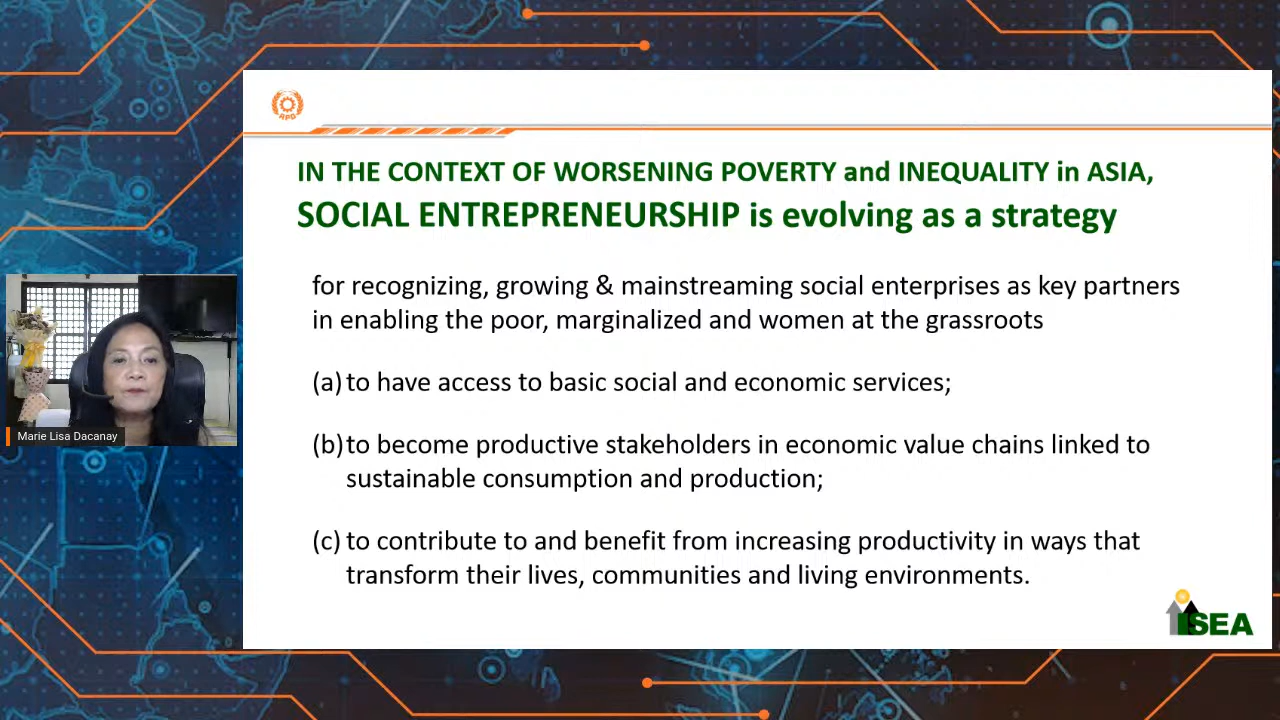 APO
IN THE CONTEXT OF WORSENING POVERTY and INEQUALITY in ASIA,
SOCIAL ENTREPRENEURSHIP is evolving as a strategy
for recognizing, growing & mainstreaming social enterprises as key partners
in enabling the poor, marginalized and women at the grassroots
(a) to have access to basic social and economic services;
(b) to become productive stakeholders in economic value chains linked to
sustainable consumption and production;
(c) to contribute to and benefit from increasing productivity in ways that
transform their lives, communities and living environments.
Marie Lisa Dacanay
iSEA